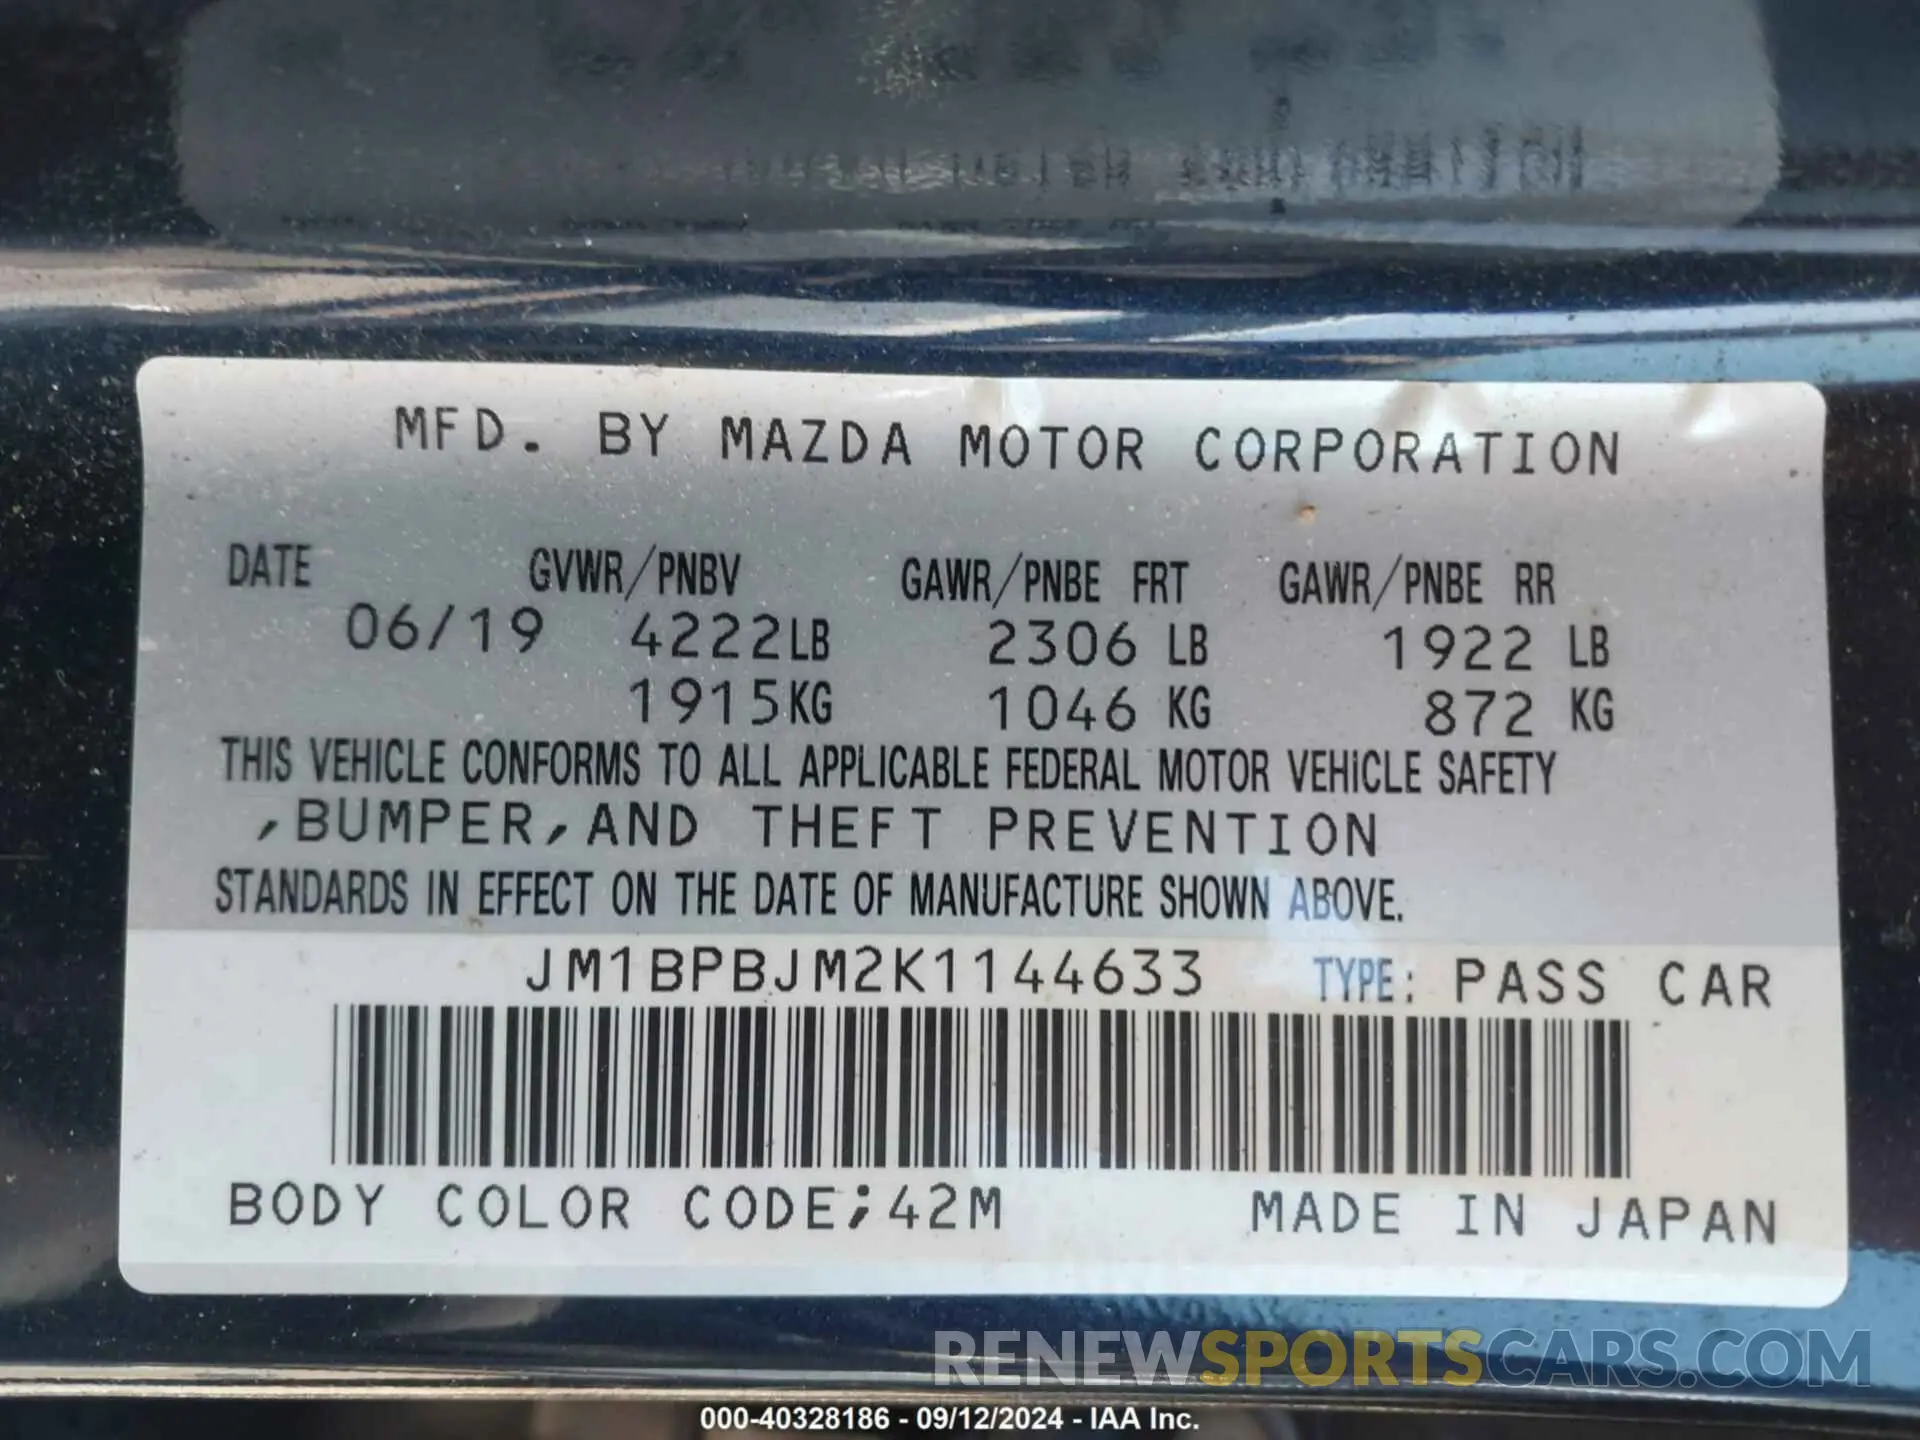 MFD. BY MAZDA MOTOR CORPORATION
DATE GVWR/PNBV GAWR/PNBE FRT GAWR/PNBE RR
06/19 4222LB 2306 LB 1922 LB
1915KG 1046 KG 872 KG
THIS VEHICLE CONFORMS TO ALL APPLICABLE FEDERAL MOTOR VEHICLE SAFETY
,BUMPER,AND THEFT PREVENTION
STANDARDS IN EFFECT ON THE DATE OF MANUFACTURE SHOWN ABOVE.
JM1BPBJM2K1144633 TYPE: PASS CAR
BODY COLOR CODE;42M MADE IN JAPAN
RENEWSPORTSCARS.COM
000-40328186 - 09/12/2024 - IAA Inc.